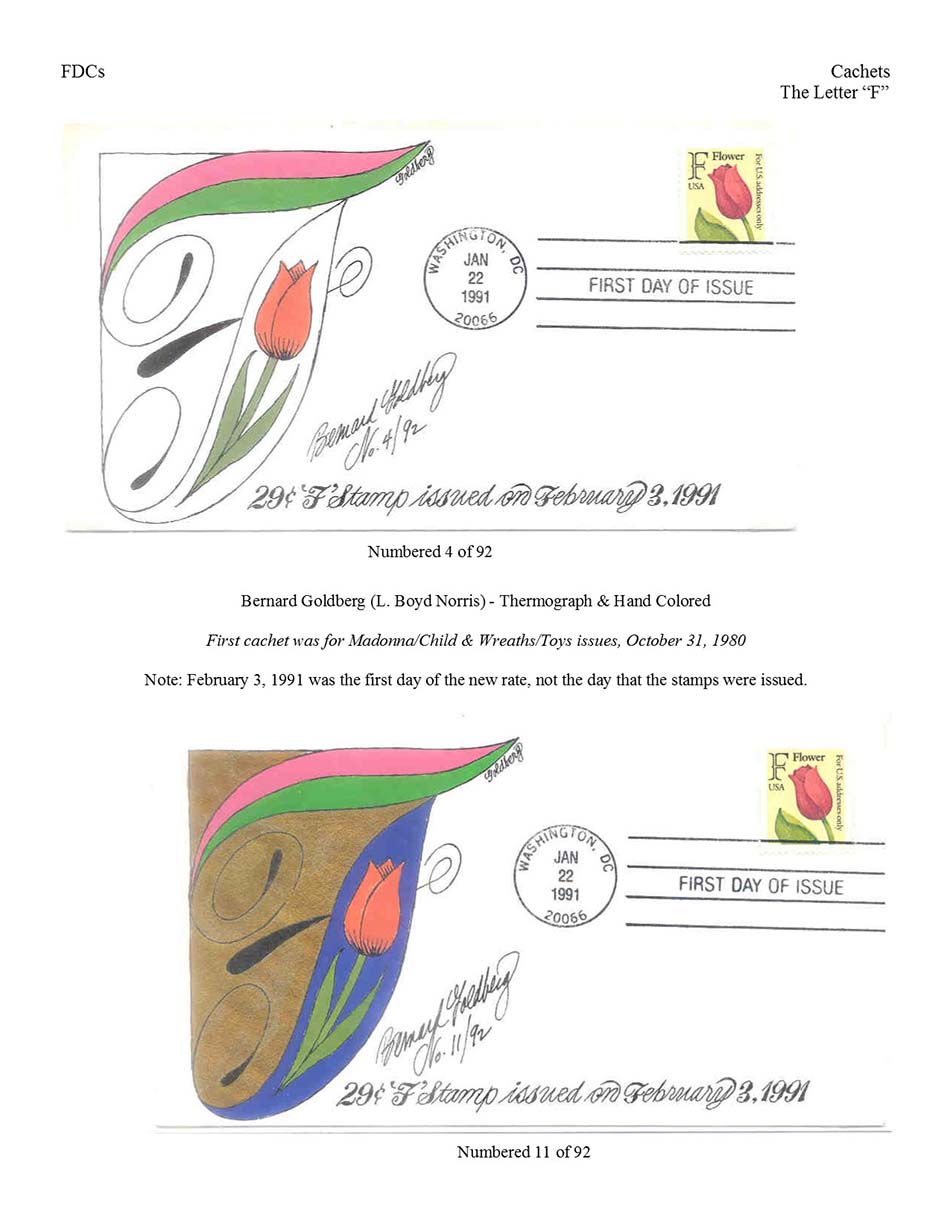 FDCs
Cachets
The Letter “F”
Goldberg
F Flower
USA
For U.S. addresses only
WASHINGTON, DC
JAN
22
1991
20066
FIRST DAY OF ISSUE
Bernard Goldberg
No. 4/92
29¢ 'F' Stamp issued on February 3, 1991
Numbered 4 of 92
Bernard Goldberg (L. Boyd Norris) - Thermograph & Hand Colored
First cachet was for Madonna/Child & Wreaths/Toys issues, October 31, 1980
Note: February 3, 1991 was the first day of the new rate, not the day that the stamps were issued.
Goldberg
F Flower
USA
For U.S. addresses only
WASHINGTON, DC
JAN
22
1991
20066
FIRST DAY OF ISSUE
Bernard Goldberg
No. 11/92
29¢ 'F' Stamp issued on February 3, 1991
Numbered 11 of 92